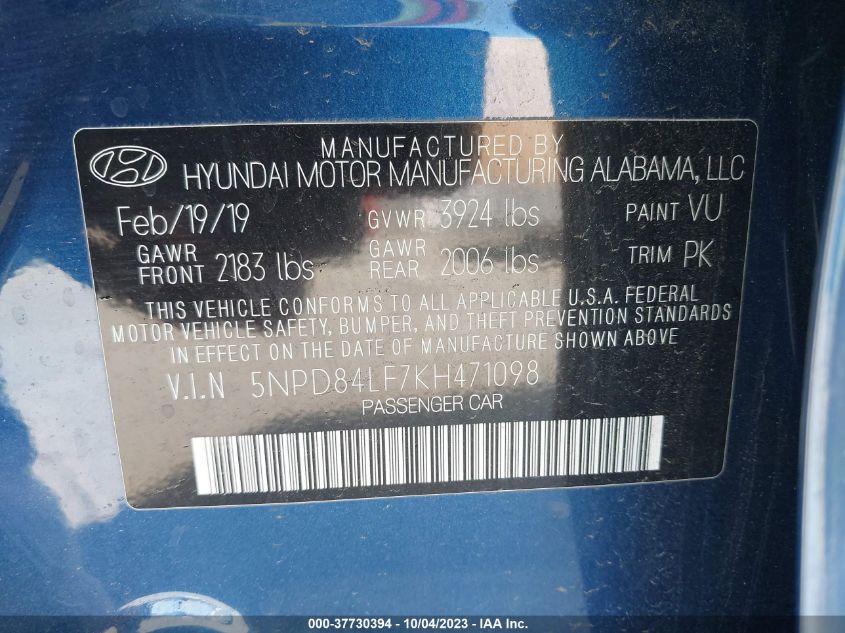 MANUFACTURED BY
HYUNDAI MOTOR MANUFACTURING ALABAMA, LLC
Feb/19/19 GVWR 3924 lbs PAINT VU
GAWR FRONT 2183 lbs GAWR REAR 2006 lbs TRIM PK
THIS VEHICLE CONFORMS TO ALL APPLICABLE U.S.A. FEDERAL
MOTOR VEHICLE SAFETY, BUMPER, AND THEFT PREVENTION STANDARDS
IN EFFECT ON THE DATE OF MANUFACTURE SHOWN ABOVE.
V.I.N 5NPD84LF7KH471098
PASSENGER CAR
000-37730394 - 10/04/2023 - IAA Inc.